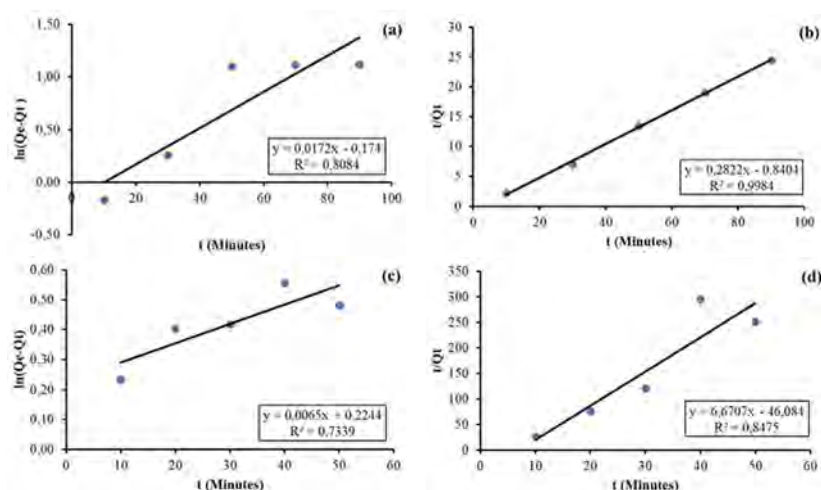 (a)
1,50
1,00
0,50
0,00
-0,50
0 20 40 60 80 100
ln(Qe-Qt )
t (Minutes)
y = 0,0172x - 0,174
R² = 0,8084
(b)
30
25
20
15
10
5
0
0 20 40 60 80 100
t/Qt
t (Minutes)
y = 0,2822x - 0,8404
R² = 0,9984
(c)
0,60
0,50
0,40
0,30
0,20
0,10
0,00
0 10 20 30 40 50 60
ln(Qe-Qt)
t (Minutes)
y = 0,0065x + 0,2244
R² = 0,7339
(d)
350
300
250
200
150
100
50
0
0 10 20 30 40 50 60
t/Qt
t (Minutes)
y = 6,6707x - 46,084
R² = 0,8475